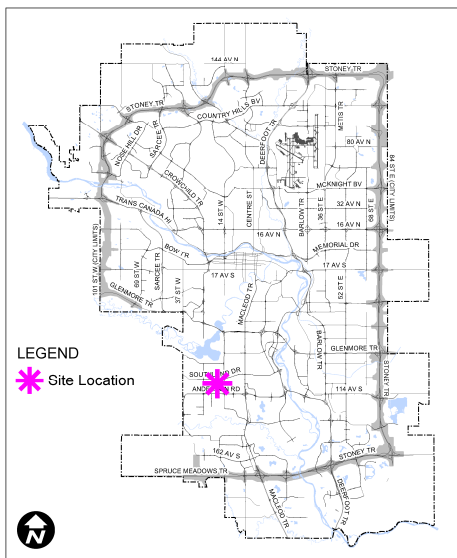 144 AV N
STONEY TR
STONEY TR
COUNTRY HILLS BV
NOSE HILL DR
SARCEE TR
DEERFOOT TR
METIS TR
80 AV N
CROWCHILD TR
MCKNIGHT BV
84 ST E (CITY LIMITS)
TRANS CANADA HI
14 ST W
CENTRE ST
BARLOW TR
36 ST E
32 AV N
68 ST E
16 AV N
16 AV N
BOW TR
MEMORIAL DR
101 ST W (CITY LIMITS)
69 ST W
SARCEE TR
37 ST W
17 AV S
17 AV S
GLENMORE TR
MACLEOD TR
52 ST E
BARLOW TR
GLENMORE TR
STONEY TR
LEGEND
Site Location
114 AV S
162 AV S
STONEY TR
SPRUCE MEADOWS TR
MACLEOD TR
DEERFOOT TR
N